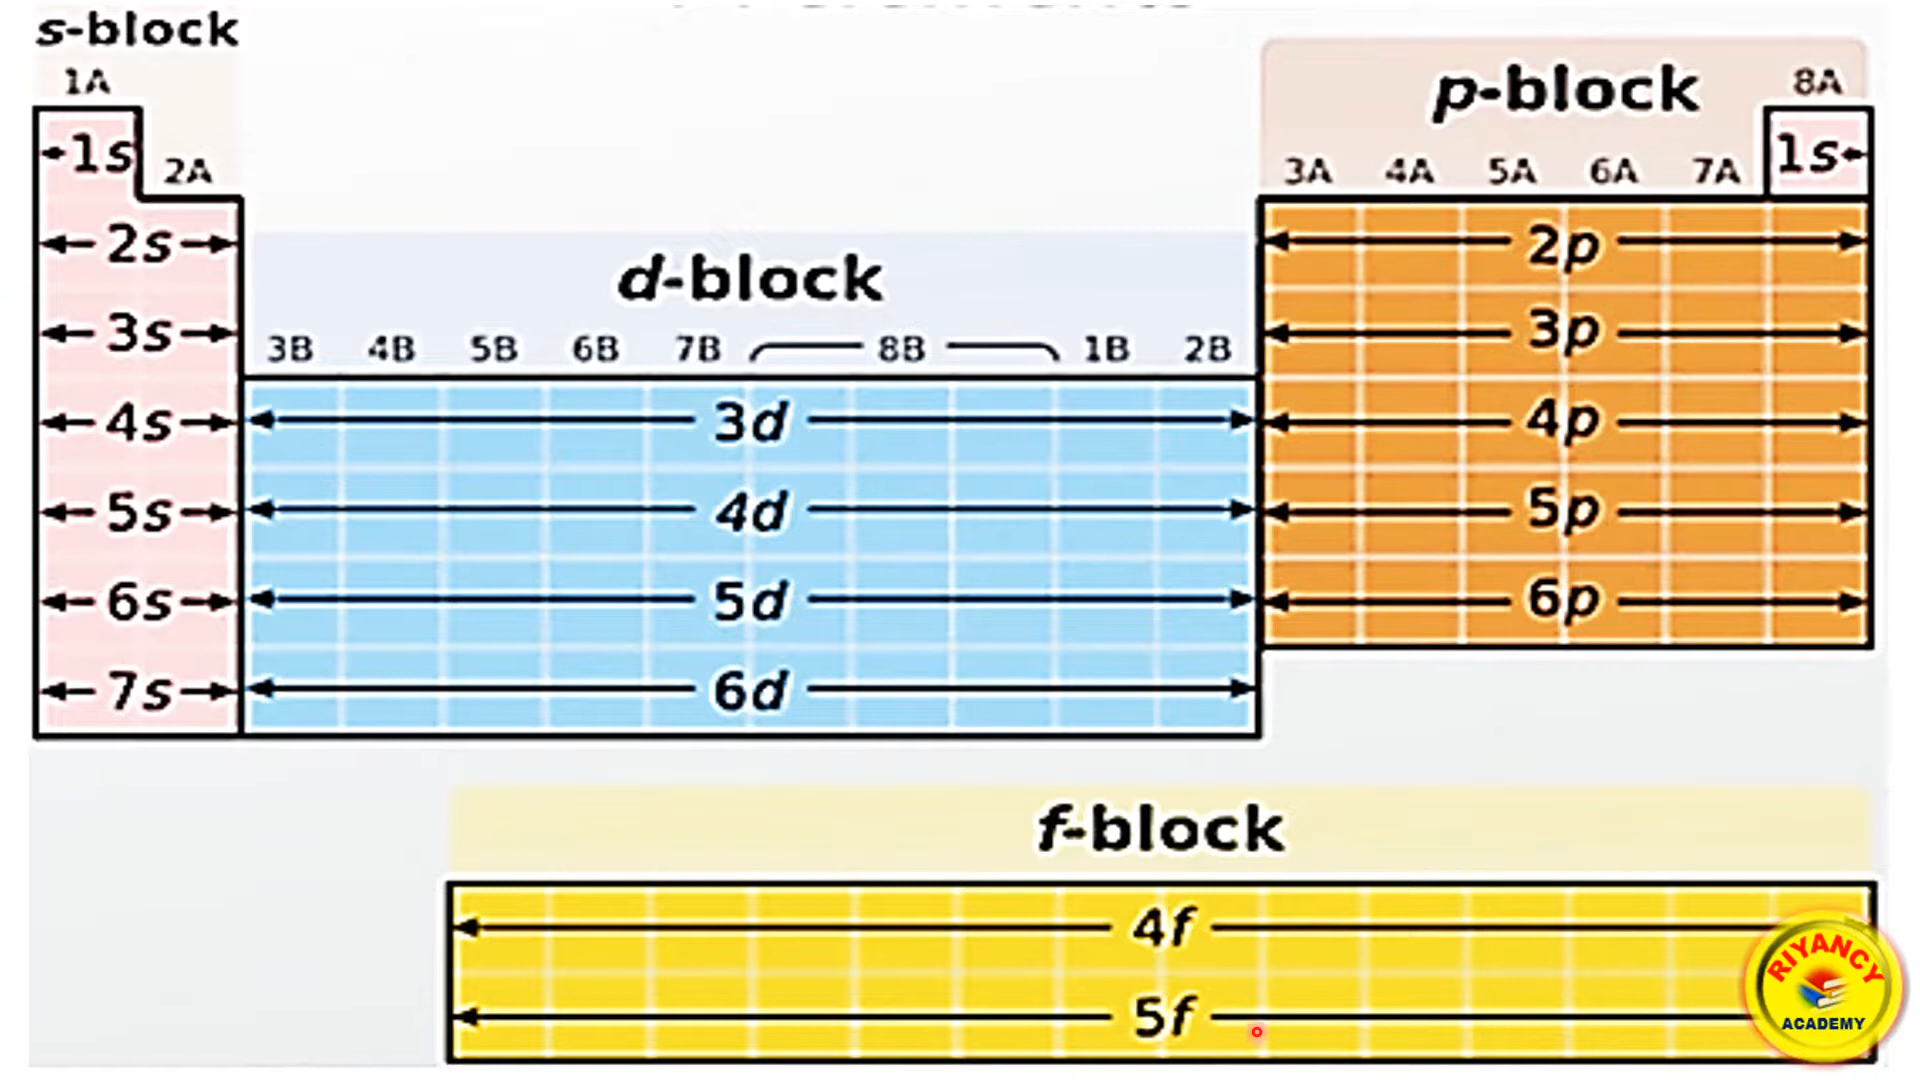 s-block
1A
p-block
8A
1s
1s
2A
3A 4A 5A 6A 7A
2s
2p
d-block
3s
3p
3B 4B 5B 6B 7B 8B 1B 2B
4s 3d 4p
5s 4d 5p
6s 5d 6p
7s 6d
f-block
4f
5f
RIYANCY
ACADEMY